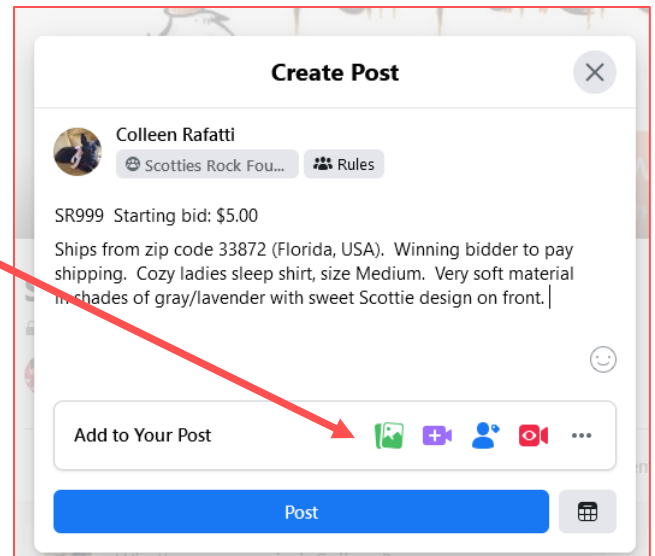 Create Post
Colleen Rafatti
Scotties Rock Fou...
Rules
SR999 Starting bid: $5.00
Ships from zip code 33872 (Florida, USA). Winning bidder to pay
shipping. Cozy ladies sleep shirt, size Medium. Very soft material
in shades of gray/lavender with sweet Scottie design on front.
Add to Your Post
Post